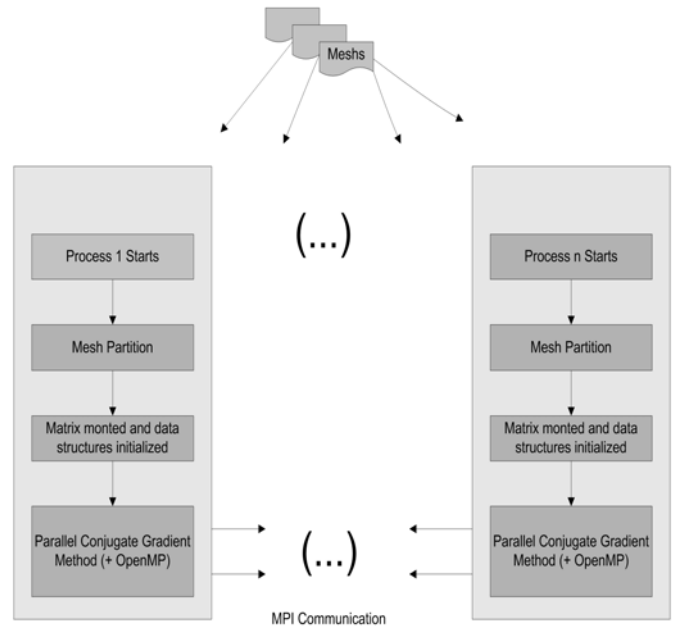 Meshs
(...)
Process 1 Starts
Mesh Partition
Matrix monted and data
structures initialized
Parallel Conjugate Gradient
Method (+ OpenMP)
Process n Starts
Mesh Partition
Matrix monted and data
structures initialized
Parallel Conjugate Gradient
Method (+ OpenMP)
(...)
MPI Communication